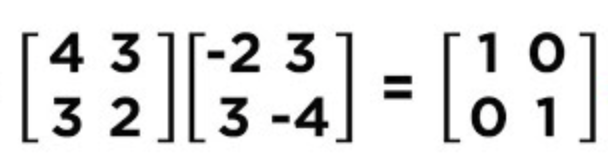 [4 3] [-2 3] = [1 0]
[3 2] [3 -4] [0 1]